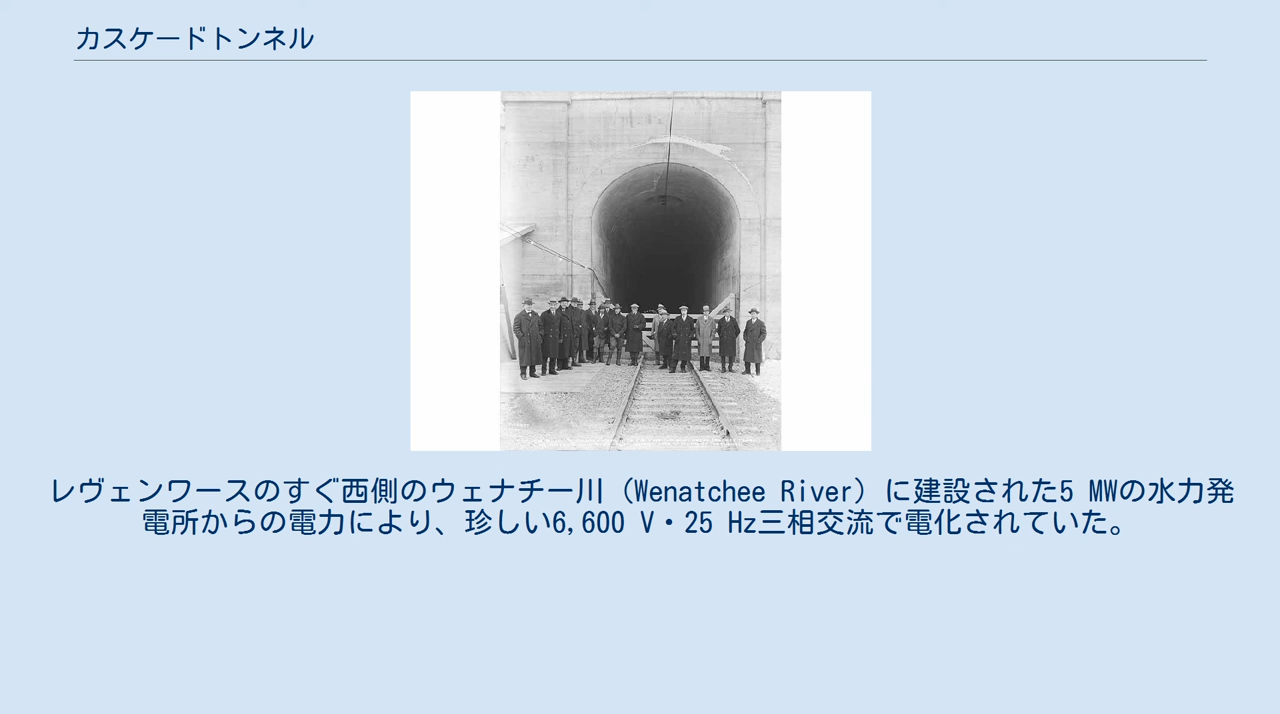 カスケードトンネル
レヴェンワースのすぐ西側のウェナチー川（Wenatchee River）に建設された5 MWの水力発
電所からの電力により、珍しい6,600 V・25 Hz三相交流で電化されていた。